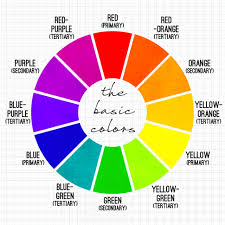 RED
(PRIMARY)
RED
-ORANGE
(TERTIARY)
ORANGE
(SECONDARY)
YELLOW-
ORANGE
(TERTIARY)
YELLOW
(PRIMARY)
YELLOW-
GREEN
(TERTIARY)
GREEN
(SECONDARY)
BLUE-
GREEN
(TERTIARY)
BLUE
(PRIMARY)
BLUE-
PURPLE
(TERTIARY)
PURPLE
(SECONDARY)
RED-
PURPLE
(TERTIARY)
the
basic
colors